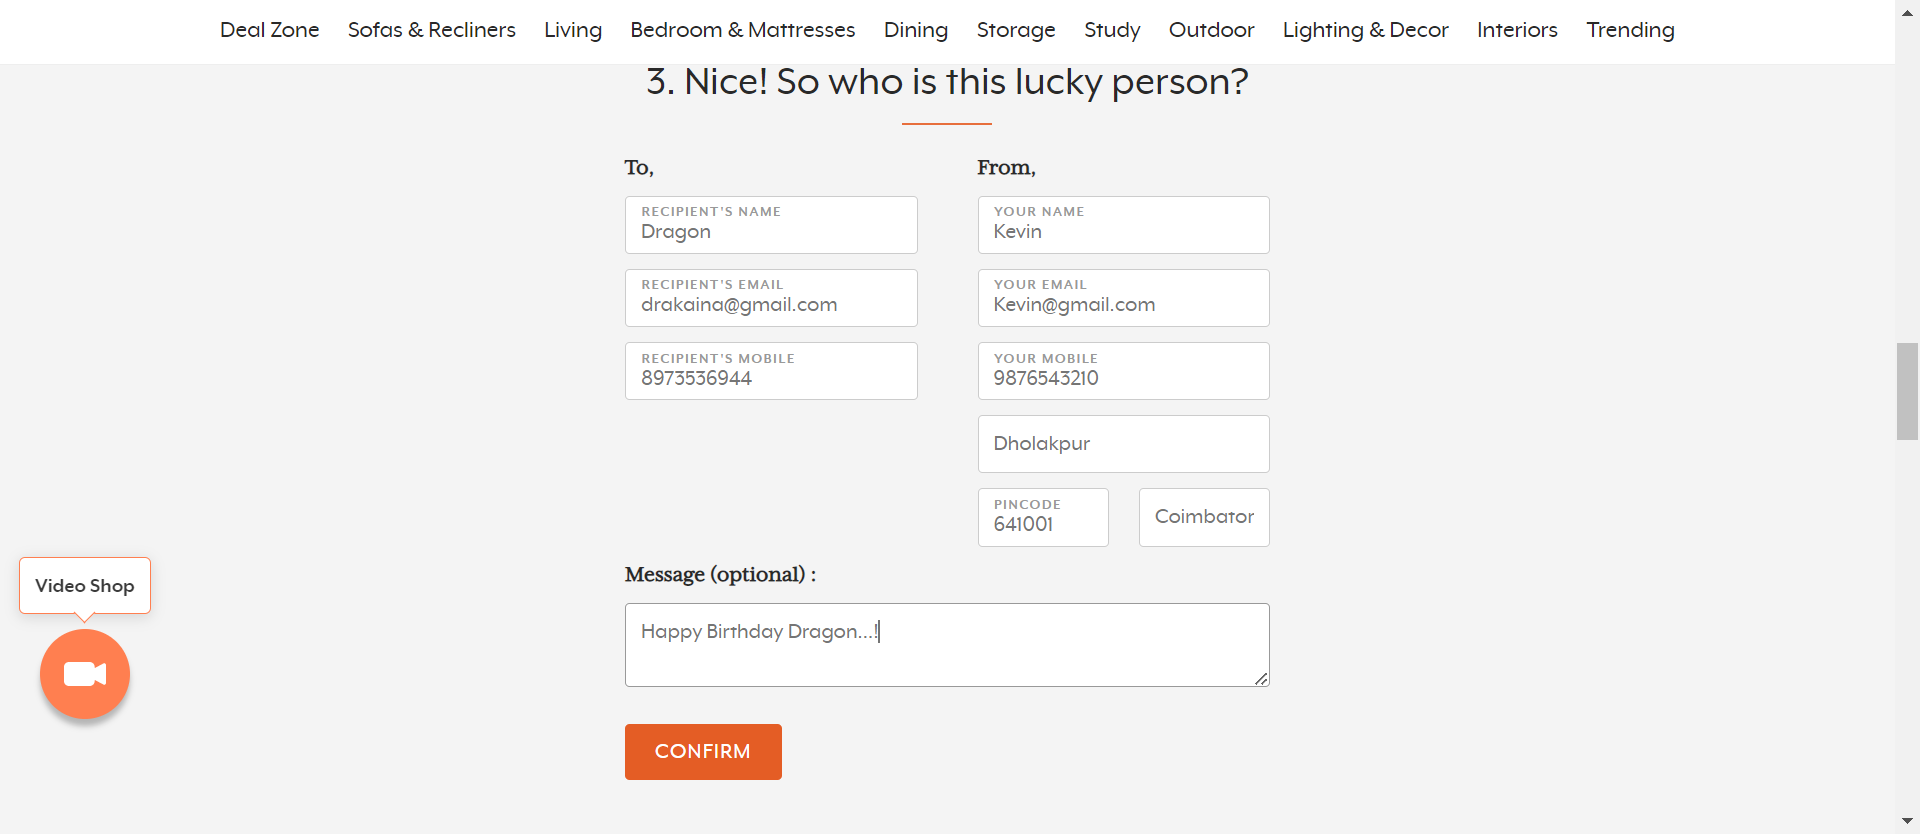 Deal Zone Sofas & Recliners Living Bedroom & Mattresses Dining Storage Study Outdoor Lighting & Decor Interiors Trending
3. Nice! So who is this lucky person?
To,
RECIPIENT'S NAME
Dragon
RECIPIENT'S EMAIL
drakaina@gmail.com
RECIPIENT'S MOBILE
8973536944
From,
YOUR NAME
Kevin
YOUR EMAIL
Kevin@gmail.com
YOUR MOBILE
9876543210
Dholakpur
PINCODE
641001
Coimbator
Message (optional) :
Happy Birthday Dragon...!
CONFIRM
Video Shop